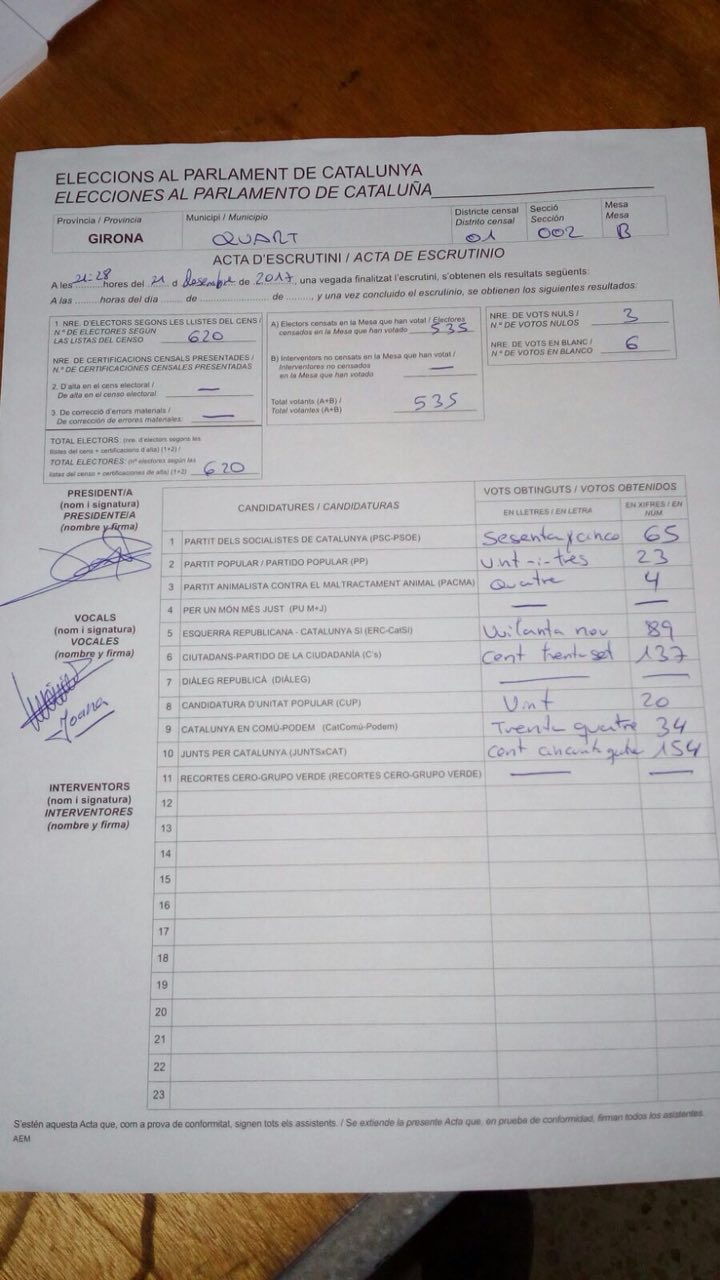 ELECCIONS AL PARLAMENT DE CATALUNYA
ELECCIONES AL PARLAMENTO DE CATALUÑA
Província / Provincia Municipi / Municipio Districte censal Distrito censal Secció Sección Mesa Mesa
GIRONA QUART 01 002 B
ACTA D'ESCRUTINI / ACTA DE ESCRUTINIO
A les 21:28 hores del 21 d desembre de 2017, una vegada finalitzat l'escrutini, s'obtenen els resultats següents:
A las ........ horas del día ...... de ........................ de ........, y una vez concluido el escrutinio, se obtienen los siguientes resultados:
1. NRE. D'ELECTORS SEGONS LES LLISTES DEL CENS /
N.º DE ELECTORES SEGÚN
LAS LISTAS DEL CENSO 620
NRE. DE CERTIFICACIONS CENSALS PRESENTADES /
N.º DE CERTIFICACIONES CENSALES PRESENTADAS
2. D'alta en el cens electoral /
De alta en el censo electoral —
3. De correcció d'errors materials /
De corrección de errores materiales: —
TOTAL ELECTORS: (nre. d'electors segons les
llistes del cens + certificacions d'alta) (1+2) /
TOTAL ELECTORES: (nº electores según las
listas del censo + certificaciones de alta) (1+2) 620
A) Electors censats en la Mesa que han votat / Electores
censados en la Mesa que han votado 535
B) Interventors no censats en la Mesa que han votat /
Interventores no censados
en la Mesa que han votado —
Total votants (A+B) /
Total votantes (A+B) 535
NRE. DE VOTS NULS /
N.º DE VOTOS NULOS 3
NRE. DE VOTS EN BLANC /
N.º DE VOTOS EN BLANCO 6
PRESIDENT/A
(nom i signatura)
PRESIDENTE/A
(nombre y firma)
VOCALS
(nom i signatura)
VOCALES
(nombre y firma)
Joana
INTERVENTORS
(nom i signatura)
INTERVENTORES
(nombre y firma)
CANDIDATURES / CANDIDATURAS VOTS OBTINGUTS / VOTOS OBTENIDOS
EN LLETRES / EN LETRA EN XIFRES / EN NÚM
1 PARTIT DELS SOCIALISTES DE CATALUNYA (PSC-PSOE) Sesenta y cinco 65
2 PARTIT POPULAR / PARTIDO POPULAR (PP) Vint-i-tres 23
3 PARTIT ANIMALISTA CONTRA EL MALTRACTAMENT ANIMAL (PACMA) Quatre 4
4 PER UN MÓN MÉS JUST (PU M+J) — —
5 ESQUERRA REPUBLICANA - CATALUNYA SÍ (ERC-CatSí) Vuitanta nou 89
6 CIUTADANS-PARTIDO DE LA CIUDADANÍA (C's) Cent trenta set 137
7 DIÀLEG REPUBLICÀ (DIÀLEG) — —
8 CANDIDATURA D'UNITAT POPULAR (CUP) Vint 20
9 CATALUNYA EN COMÚ-PODEM (CatComú-Podem) Trenta quatre 34
10 JUNTS PER CATALUNYA (JUNTSxCAT) Cent cincanta quatre 154
11 RECORTES CERO-GRUPO VERDE (RECORTES CERO-GRUPO VERDE) — —
12
13
14
15
16
17
18
19
20
21
22
23
S'estén aquesta Acta que, com a prova de conformitat, signen tots els assistents. / Se extiende la presente Acta que, en prueba de conformidad, firman todos los asistentes.
AEM